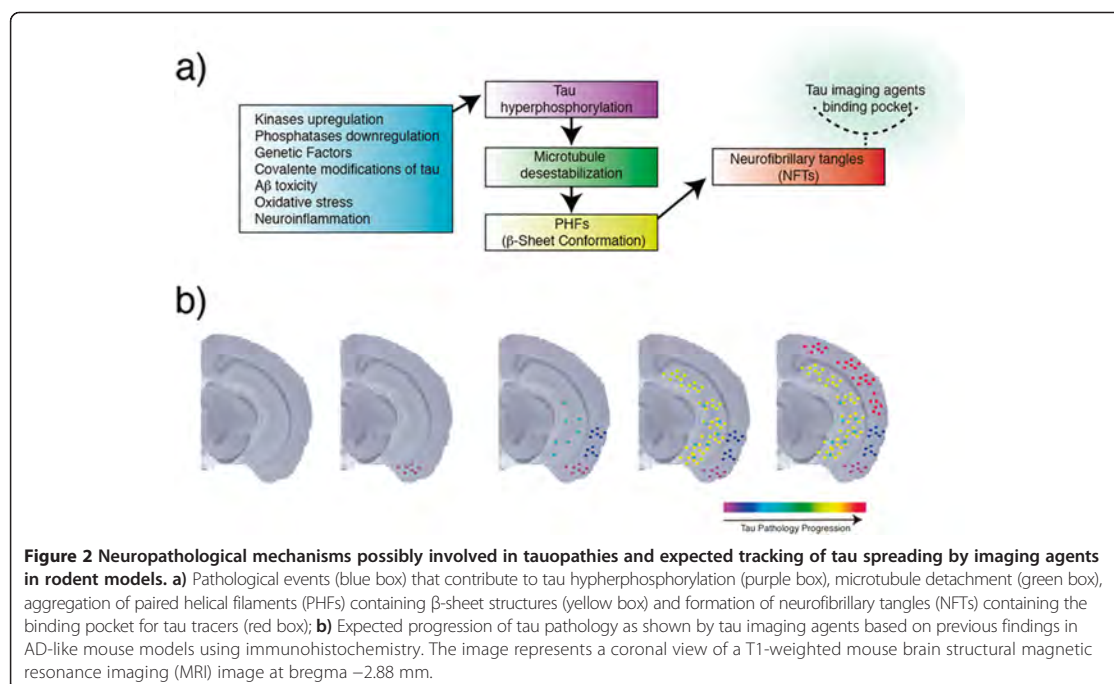 a)
Kinases upregulation
Phosphatases downregulation
Genetic Factors
Covalente modifications of tau
Aβ toxicity
Oxidative stress
Neuroinflammation
Tau
hyperphosphorylation
Microtubule
desestabilization
PHFs
(β-Sheet Conformation)
Tau imaging agents
binding pocket
Neurofibrillary tangles
(NFTs)
b)
Tau Pathology Progression
Figure 2 Neuropathological mechanisms possibly involved in tauopathies and expected tracking of tau spreading by imaging agents
in rodent models. a) Pathological events (blue box) that contribute to tau hypherphosphorylation (purple box), microtubule detachment (green box),
aggregation of paired helical filaments (PHFs) containing β-sheet structures (yellow box) and formation of neurofibrillary tangles (NFTs) containing the
binding pocket for tau tracers (red box); b) Expected progression of tau pathology as shown by tau imaging agents based on previous findings in
AD-like mouse models using immunohistochemistry. The image represents a coronal view of a T1-weighted mouse brain structural magnetic
resonance imaging (MRI) image at bregma −2.88 mm.